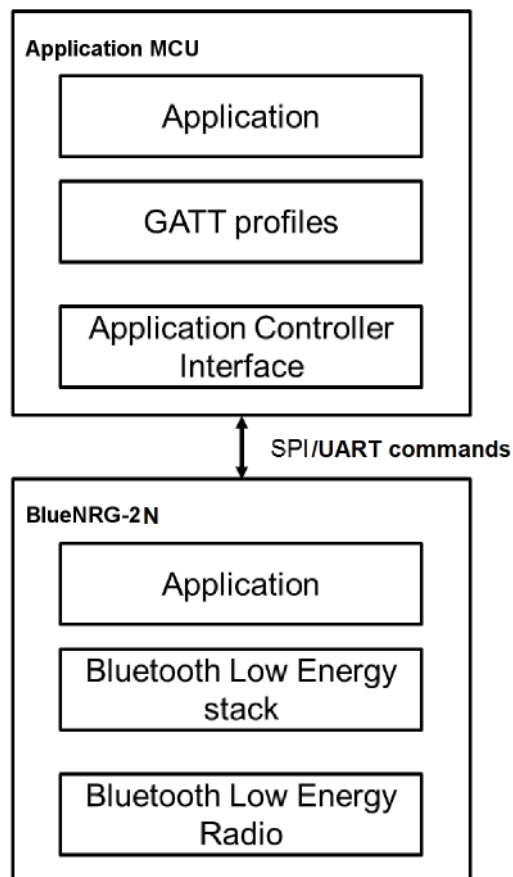 Application MCU
Application
GATT profiles
Application Controller
Interface
SPI/UART commands
BlueNRG-2N
Application
Bluetooth Low Energy
stack
Bluetooth Low Energy
Radio